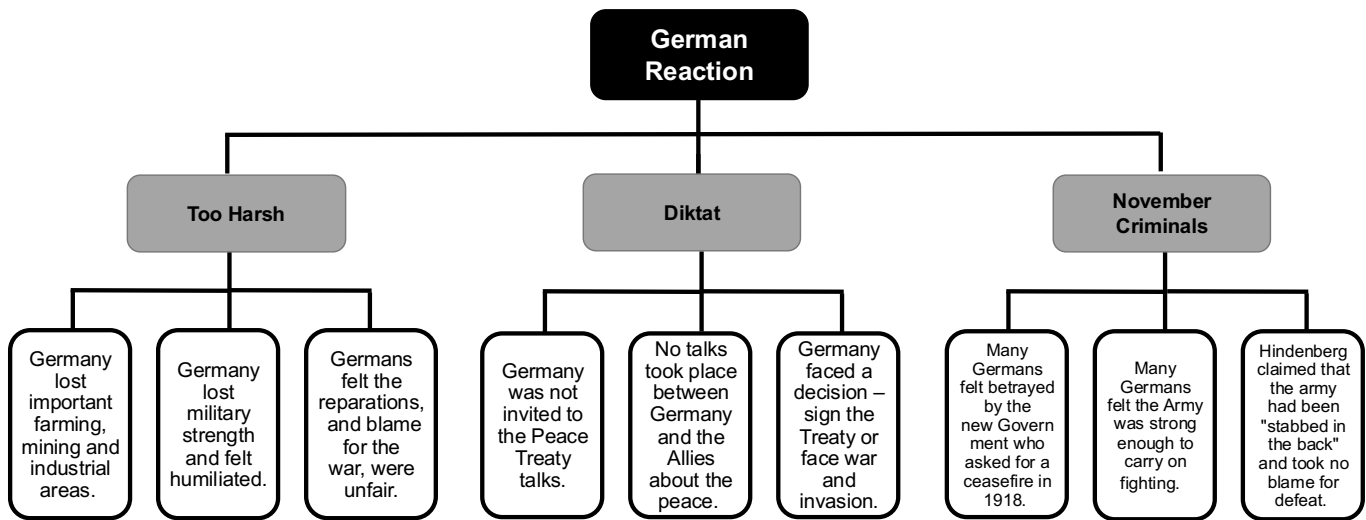 German
Reaction
Too Harsh
Diktat
November
Criminals
Germany
lost
important
farming,
mining and
industrial
areas.
Germany
lost
military
strength
and felt
humiliated.
Germans
felt the
reparations,
and blame
for the
war, were
unfair.
Germany
was not
invited to
the Peace
Treaty
talks.
No talks
took place
between
Germany
and the
Allies
about the
peace.
Germany
faced a
decision –
sign the
Treaty or
face war
and
invasion.
Many
Germans
felt betrayed
by the
new Govern
ment who
asked for a
ceasefire in
1918.
Many
Germans
felt the Army
was strong
enough to
carry on
fighting.
Hindenberg
claimed that
the army
had been
"stabbed in
the back"
and took no
blame for
defeat.